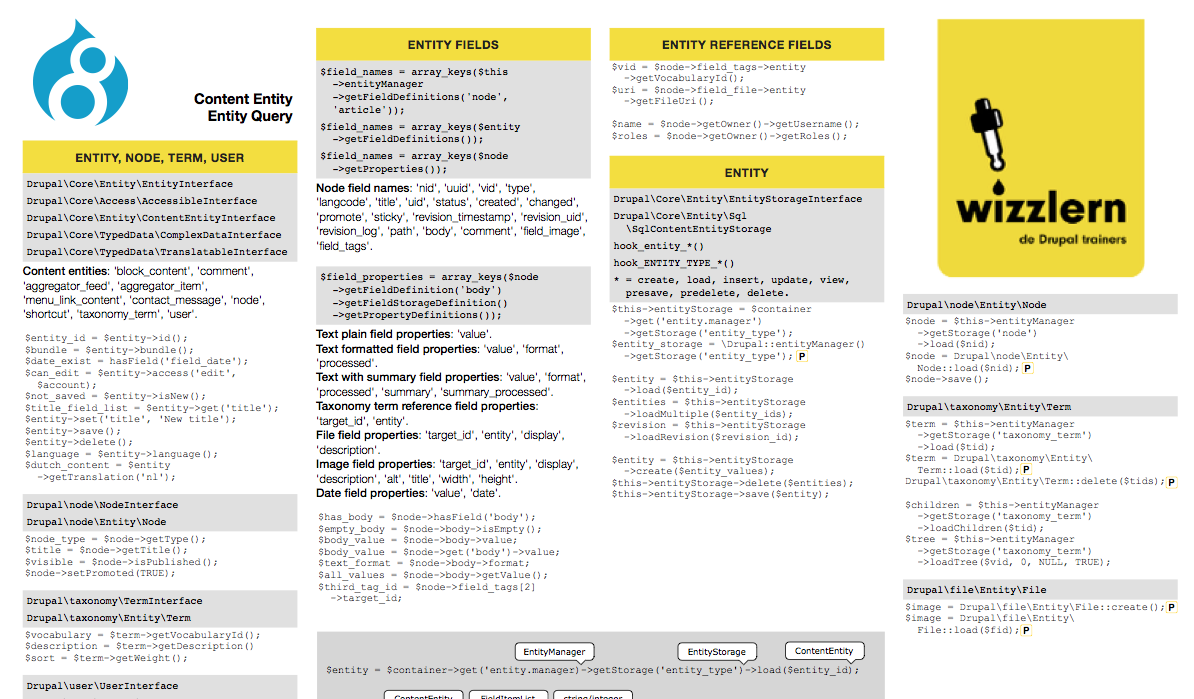 Content Entity
Entity Query
ENTITY, NODE, TERM, USER
Drupal\Core\Entity\EntityInterface
Drupal\Core\Access\AccessibleInterface
Drupal\Core\Entity\ContentEntityInterface
Drupal\Core\TypedData\ComplexDataInterface
Drupal\Core\TypedData\TranslatableInterface
Content entities: 'block_content', 'comment',
'aggregator_feed', 'aggregator_item',
'menu_link_content', 'contact_message', 'node',
'shortcut', 'taxonomy_term', 'user'.
$entity_id = $entity->id();
$bundle = $entity->bundle();
$date_exist = hasField('field_date');
$can_edit = $entity->access('edit',
$account);
$not_saved = $entity->isNew();
$title_field_list = $entity->get('title');
$entity->set('title', 'New title');
$entity->save();
$entity->delete();
$language = $entity->language();
$dutch_content = $entity
->getTranslation('nl');
Drupal\node\NodeInterface
Drupal\node\Entity\Node
$node_type = $node->getType();
$title = $node->getTitle();
$visible = $node->isPublished();
$node->setPromoted(TRUE);
Drupal\taxonomy\TermInterface
Drupal\taxonomy\Entity\Term
$vocabulary = $term->getVocabularyId();
$description = $term->getDescription()
$sort = $term->getWeight();
Drupal\user\UserInterface
ENTITY FIELDS
$field_names = array_keys($this
->entityManager
->getFieldDefinitions('node',
'article'));
$field_names = array_keys($entity
->getFieldDefinitions());
$field_names = array_keys($node
->getProperties());
Node field names: 'nid', 'uuid', 'vid', 'type',
'langcode', 'title', 'uid', 'status', 'created', 'changed',
'promote', 'sticky', 'revision_timestamp', 'revision_uid',
'revision_log', 'path', 'body', 'comment', 'field_image',
'field_tags'.
$field_properties = array_keys($node
->getFieldDefinition('body')
->getFieldStorageDefinition()
->getPropertyDefinitions());
Text plain field properties: 'value'.
Text formatted field properties: 'value', 'format',
'processed'.
Text with summary field properties: 'value', 'format',
'processed', 'summary', 'summary_processed'.
Taxonomy term reference field properties:
'target_id', 'entity'.
File field properties: 'target_id', 'entity', 'display',
'description'.
Image field properties: 'target_id', 'entity', 'display',
'description', 'alt', 'title', 'width', 'height'.
Date field properties: 'value', 'date'.
$has_body = $node->hasField('body');
$empty_body = $node->body->isEmpty();
$body_value = $node->body->value;
$body_value = $node->get('body')->value;
$text_format = $node->body->format;
$all_values = $node->body->getValue();
$third_tag_id = $node->field_tags[2]
->target_id;
ENTITY REFERENCE FIELDS
$vid = $node->field_tags->entity
->getVocabularyId();
$uri = $node->field_file->entity
->getFileUri();
$name = $node->getOwner()->getUsername();
$roles = $node->getOwner()->getRoles();
ENTITY
Drupal\Core\Entity\EntityStorageInterface
Drupal\Core\Entity\Sql
\SqlContentEntityStorage
hook_entity_*()
hook_ENTITY_TYPE_*()
* = create, load, insert, update, view,
presave, predelete, delete.
$this->entityStorage = $container
->get('entity.manager')
->getStorage('entity_type');
$entity_storage = \Drupal::entityManager()
->getStorage('entity_type'); P
$entity = $this->entityStorage
->load($entity_id);
$entities = $this->entityStorage
->loadMultiple($entity_ids);
$revision = $this->entityStorage
->loadRevision($revision_id);
$entity = $this->entityStorage
->create($entity_values);
$this->entityStorage->delete($entities);
$this->entityStorage->save($entity);
EntityManager EntityStorage ContentEntity
$entity = $container->get('entity.manager)->getStorage('entity_type')->load($entity_id);
ContentEntity FieldItemList string/integer
wizzlern
de Drupal trainers
Drupal\node\Entity\Node
$node = $this->entityManager
->getStorage('node')
->load($nid);
$node = Drupal\node\Entity\
Node::load($nid); P
$node->save();
Drupal\taxonomy\Entity\Term
$term = $this->entityManager
->getStorage('taxonomy_term')
->load($tid);
$term = Drupal\taxonomy\Entity\
Term::load($tid); P
Drupal\taxonomy\Entity\Term::delete($tids); P
$children = $this->entityManager
->getStorage('taxonomy_term')
->loadChildren($tid);
$tree = $this->entityManager
->getStorage('taxonomy_term')
->loadTree($vid, 0, NULL, TRUE);
Drupal\file\Entity\File
$image = Drupal\file\Entity\File::create(); P
$image = Drupal\file\Entity\
File::load($fid); P